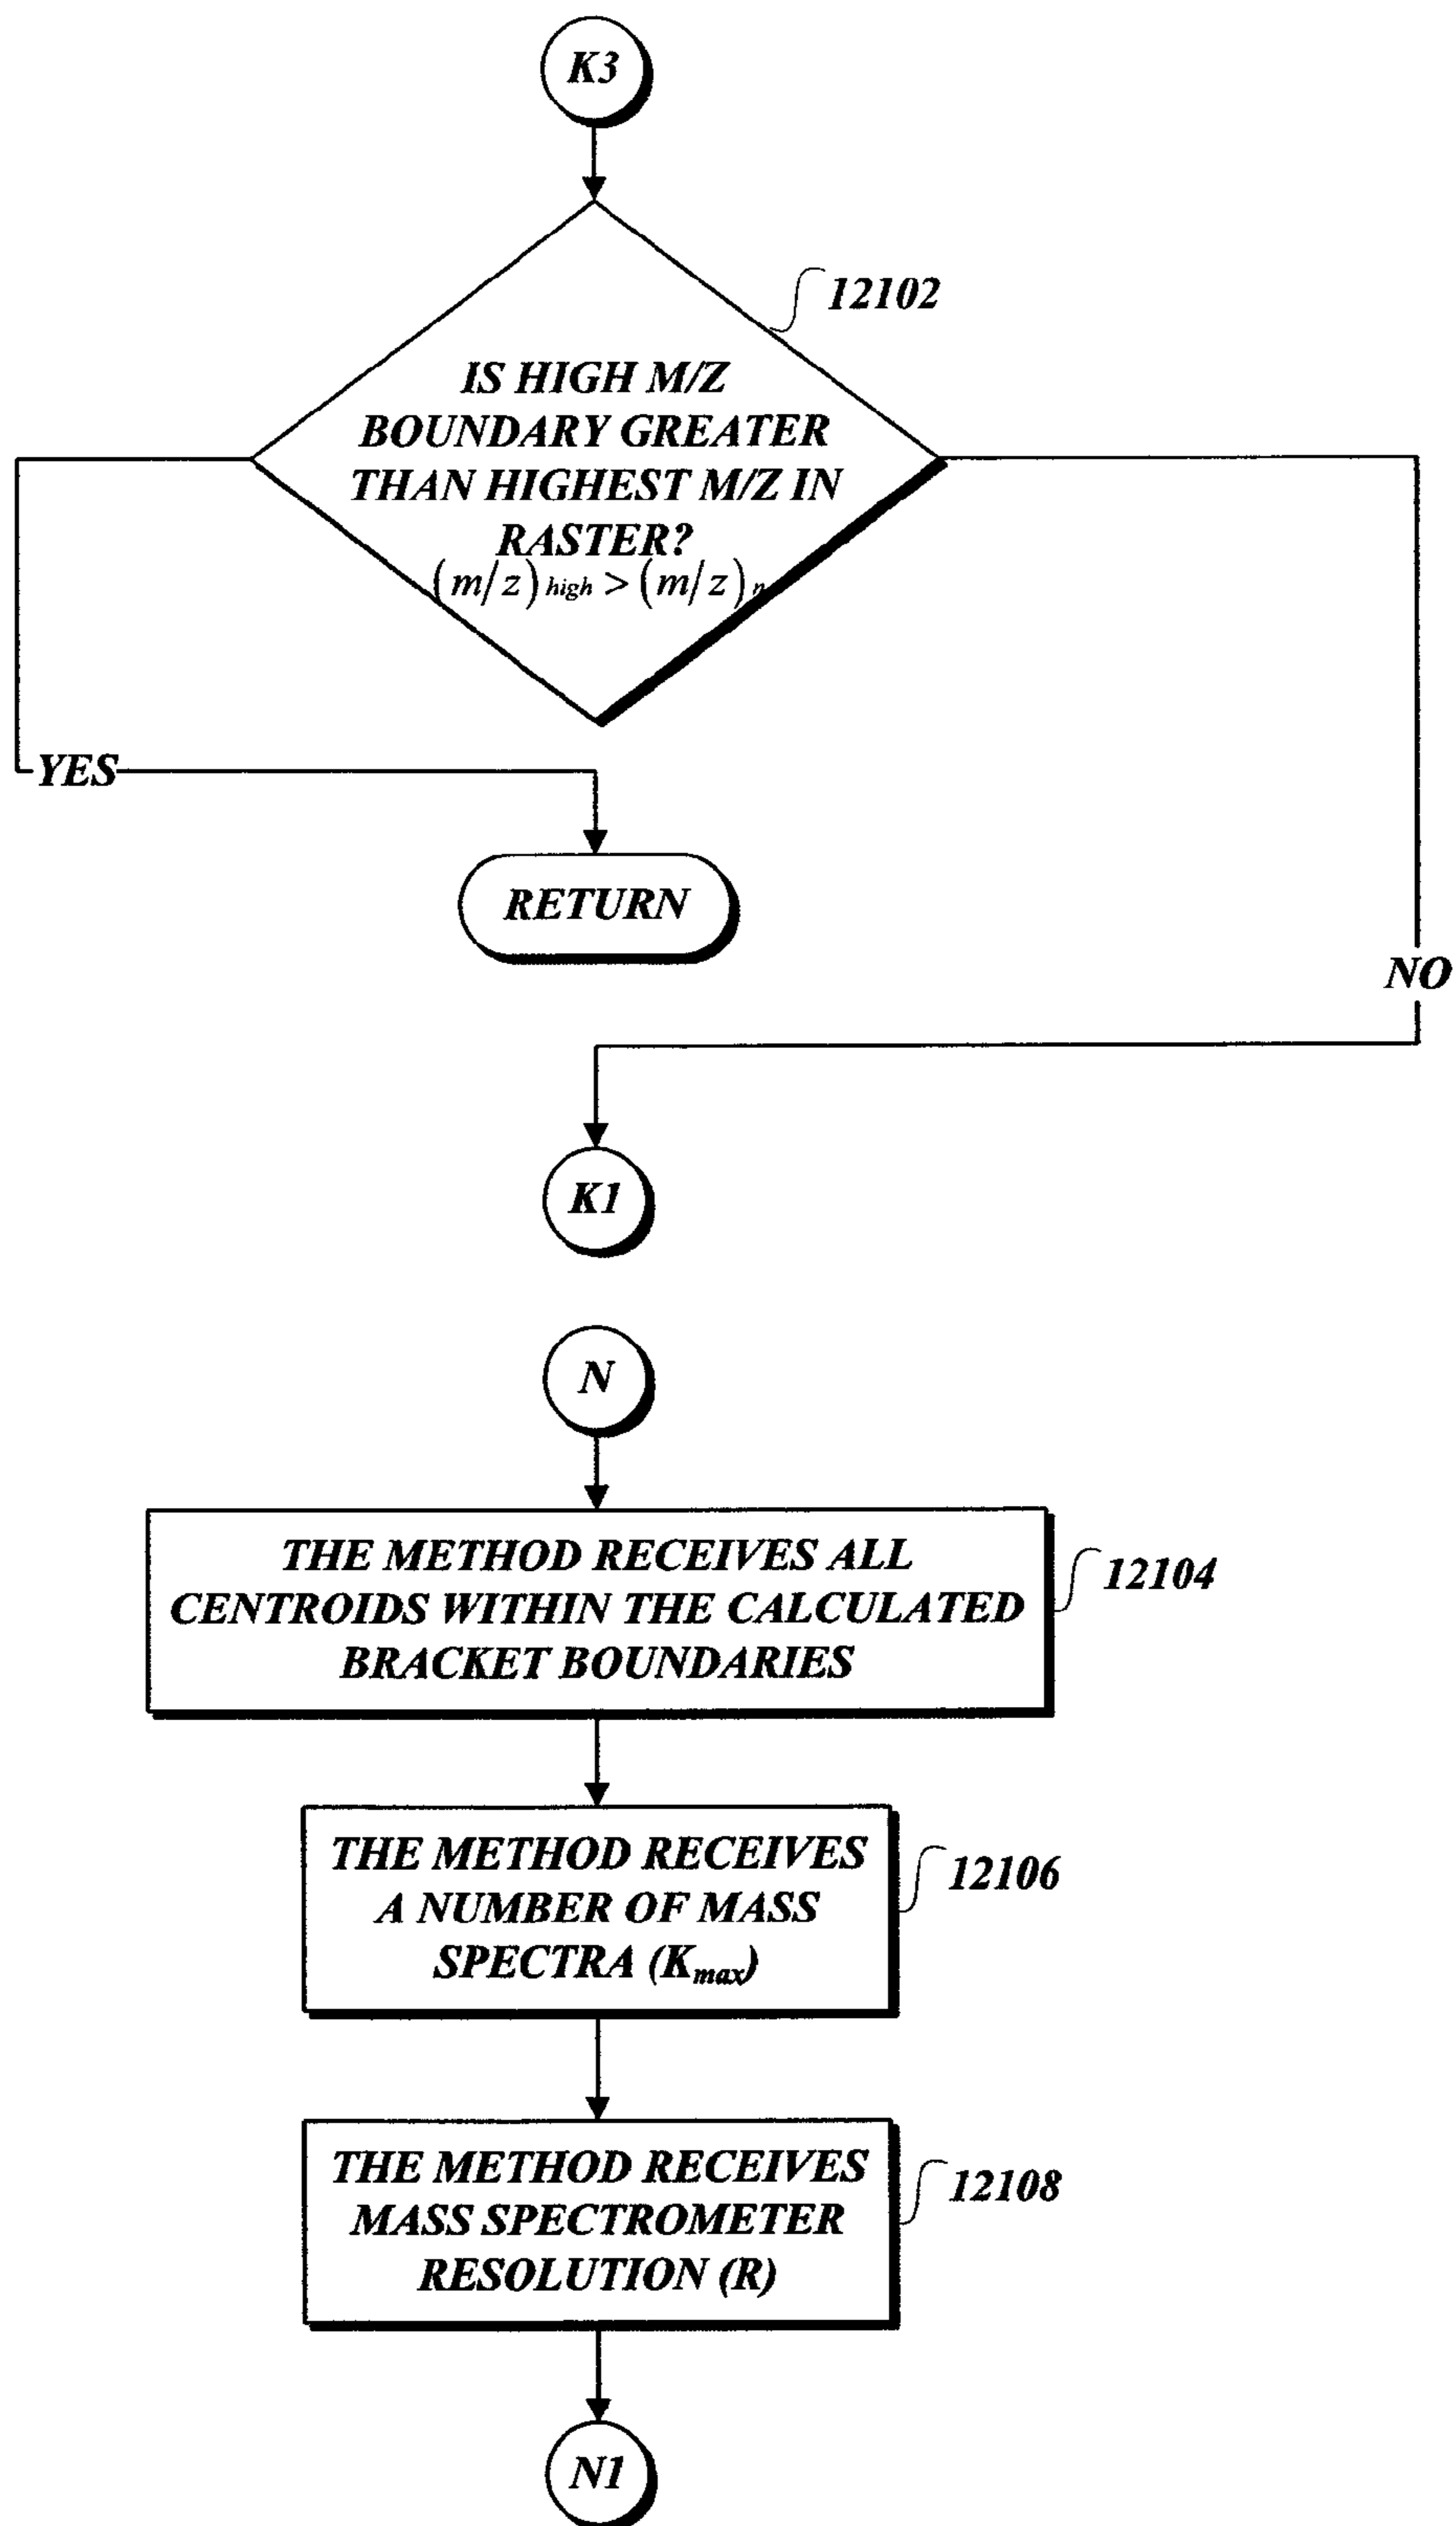 K3
12102
IS HIGH M/Z
BOUNDARY GREATER
THAN HIGHEST M/Z IN
RASTER?
(m/z) high > (m/z) n
YES
RETURN
NO
K1
N
THE METHOD RECEIVES ALL
CENTROIDS WITHIN THE CALCULATED
BRACKET BOUNDARIES
12104
THE METHOD RECEIVES
A NUMBER OF MASS
SPECTRA (Kmax)
12106
THE METHOD RECEIVES
MASS SPECTROMETER
RESOLUTION (R)
12108
N1